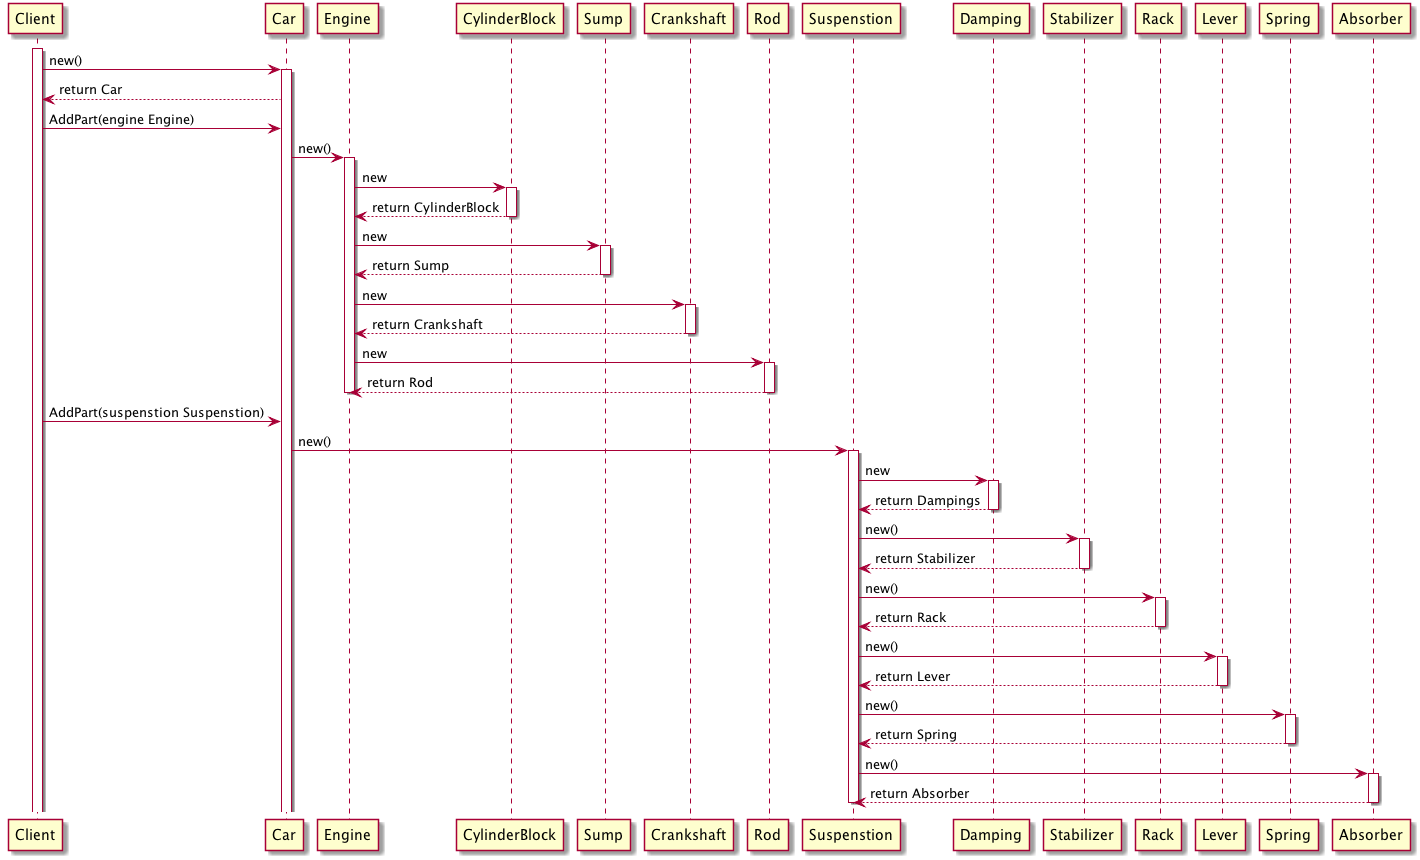 Client Car Engine CylinderBlock Sump Crankshaft Rod Suspenstion Damping Stabilizer Rack Lever Spring Absorber
new()
return Car
AddPart(engine Engine)
new()
new
return CylinderBlock
new
return Sump
new
return Crankshaft
new
return Rod
AddPart(suspenstion Suspenstion)
new()
new
return Dampings
new()
return Stabilizer
new()
return Rack
new()
return Lever
new()
return Spring
new()
return Absorber
Client Car Engine CylinderBlock Sump Crankshaft Rod Suspenstion Damping Stabilizer Rack Lever Spring Absorber